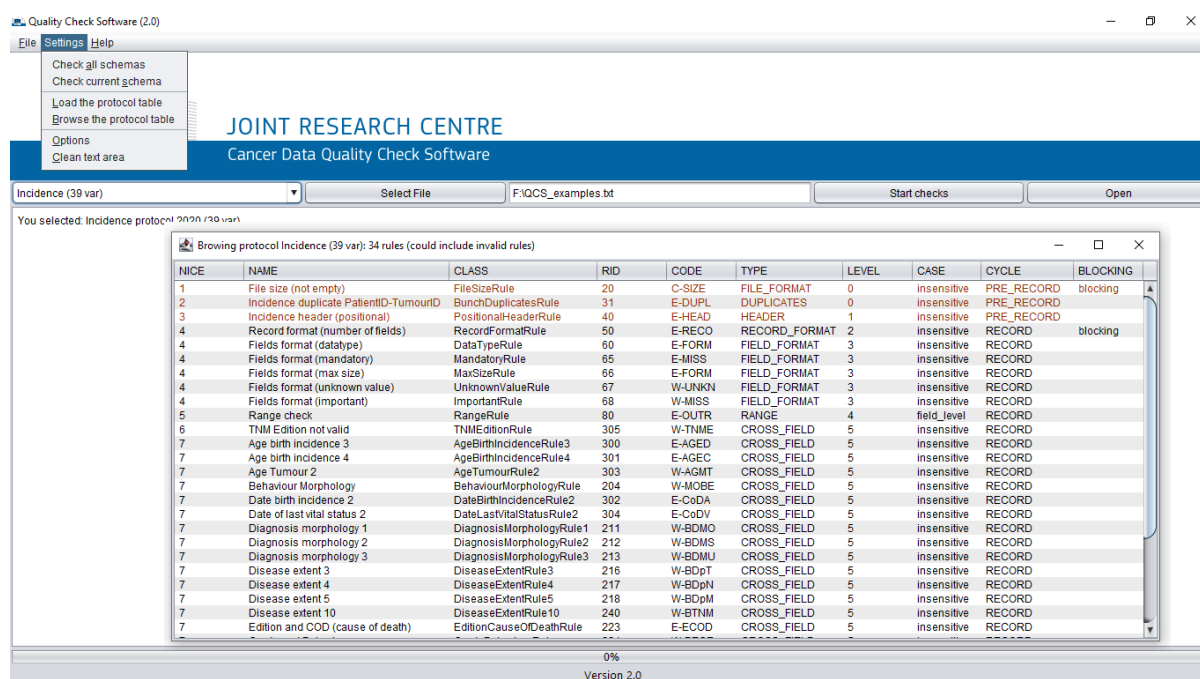 Quality Check Software (2.0)
File Settings Help
Check all schemas
Check current schema
Load the protocol table
Browse the protocol table
Options
Clean text area
JOINT RESEARCH CENTRE
Cancer Data Quality Check Software
Incidence (39 var) Select File F:\QCS_examples.txt Start checks Open
You selected: Incidence protocol 2020 (39 var)
Browing protocol Incidence (39 var): 34 rules (could include invalid rules)
NICE NAME CLASS RID CODE TYPE LEVEL CASE CYCLE BLOCKING
1 File size (not empty) FileSizeRule 20 C-SIZE FILE_FORMAT 0 insensitive PRE_RECORD blocking
2 Incidence duplicate PatientID-TumourID BunchDuplicatesRule 31 E-DUPL DUPLICATES 0 insensitive PRE_RECORD
3 Incidence header (positional) PositionalHeaderRule 40 E-HEAD HEADER 1 insensitive PRE_RECORD
4 Record format (number of fields) RecordFormatRule 50 E-RECO RECORD_FORMAT 2 insensitive RECORD blocking
4 Fields format (datatype) DataTypeRule 60 E-FORM FIELD_FORMAT 3 insensitive RECORD
4 Fields format (mandatory) MandatoryRule 65 E-MISS FIELD_FORMAT 3 insensitive RECORD
4 Fields format (max size) MaxSizeRule 66 E-FORM FIELD_FORMAT 3 insensitive RECORD
4 Fields format (unknown value) UnknownValueRule 67 W-UNKN FIELD_FORMAT 3 insensitive RECORD
4 Fields format (important) ImportantRule 68 W-MISS FIELD_FORMAT 3 insensitive RECORD
5 Range check RangeRule 80 E-OUTR RANGE 4 field_level RECORD
6 TNM Edition not valid TNMEditionRule 305 W-TNME CROSS_FIELD 5 insensitive RECORD
7 Age birth incidence 3 AgeBirthIncidenceRule3 300 E-AGED CROSS_FIELD 5 insensitive RECORD
7 Age birth incidence 4 AgeBirthIncidenceRule4 301 E-AGEC CROSS_FIELD 5 insensitive RECORD
7 Age Tumour 2 AgeTumourRule2 303 W-AGMT CROSS_FIELD 5 insensitive RECORD
7 Behaviour Morphology BehaviourMorphologyRule 204 W-MOBE CROSS_FIELD 5 insensitive RECORD
7 Date birth incidence 2 DateBirthIncidenceRule2 302 E-CoDA CROSS_FIELD 5 insensitive RECORD
7 Date of last vital status 2 DateLastVitalStatusRule2 304 E-CoDV CROSS_FIELD 5 insensitive RECORD
7 Diagnosis morphology 1 DiagnosisMorphologyRule1 211 W-BDMO CROSS_FIELD 5 insensitive RECORD
7 Diagnosis morphology 2 DiagnosisMorphologyRule2 212 W-BDMS CROSS_FIELD 5 insensitive RECORD
7 Diagnosis morphology 3 DiagnosisMorphologyRule3 213 W-BDMU CROSS_FIELD 5 insensitive RECORD
7 Disease extent 3 DiseaseExtentRule3 216 W-BDpT CROSS_FIELD 5 insensitive RECORD
7 Disease extent 4 DiseaseExtentRule4 217 W-BDpN CROSS_FIELD 5 insensitive RECORD
7 Disease extent 5 DiseaseExtentRule5 218 W-BDpM CROSS_FIELD 5 insensitive RECORD
7 Disease extent 10 DiseaseExtentRule10 240 W-BTNM CROSS_FIELD 5 insensitive RECORD
7 Edition and COD (cause of death) EditionCauseOfDeathRule 223 E-ECOD CROSS_FIELD 5 insensitive RECORD
0%
Version 2.0